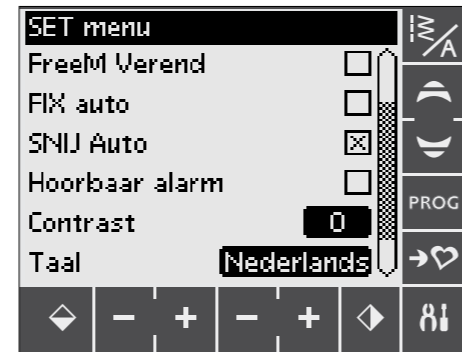 SET menu
FreeM Verend
FIX auto
SNIJ Auto
Hoorbaar alarm
Contrast 0
Taal Nederlands
A
PROG
− + − +